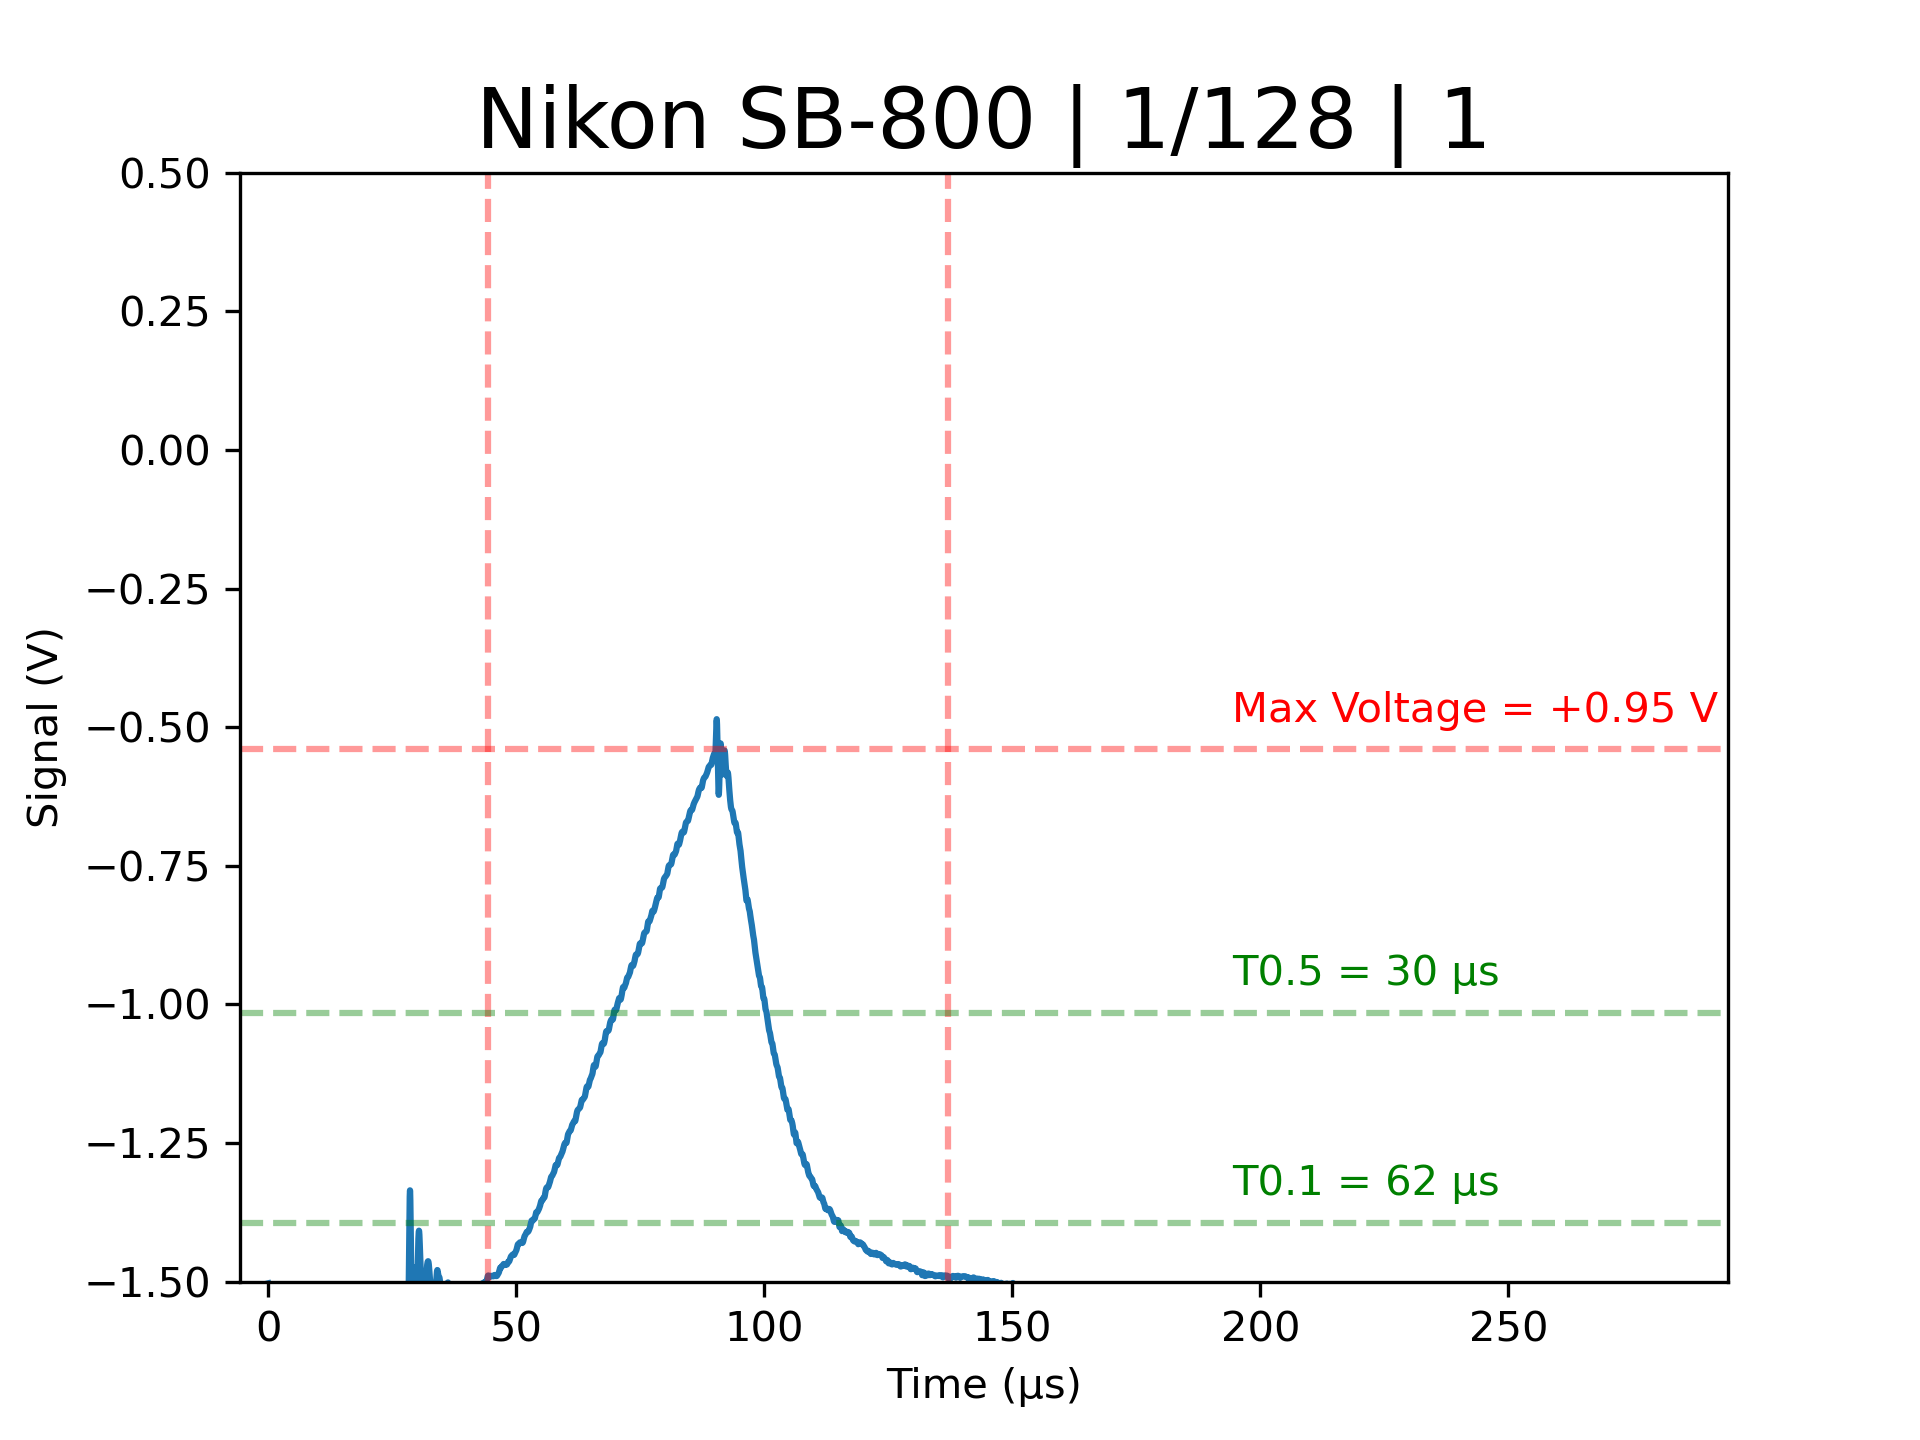 Nikon SB-800 | 1/128 | 1
0.50
0.25
0.00
−0.25
−0.50
−0.75
−1.00
−1.25
−1.50
Signal (V)
Max Voltage = +0.95 V
T0.5 = 30 µs
T0.1 = 62 µs
0 50 100 150 200 250
Time (µs)